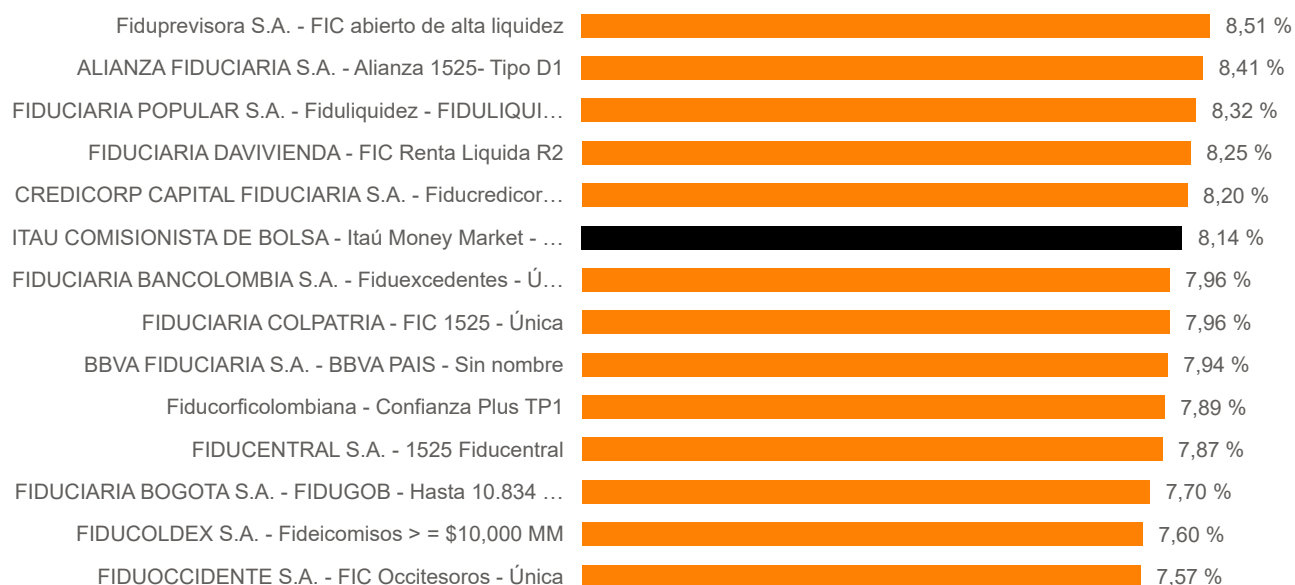 Fiduprevisora S.A. - FIC abierto de alta liquidez 8,51 %
ALIANZA FIDUCIARIA S.A. - Alianza 1525- Tipo D1 8,41 %
FIDUCIARIA POPULAR S.A. - Fiduliquidez - FIDULIQUI... 8,32 %
FIDUCIARIA DAVIVIENDA - FIC Renta Liquida R2 8,25 %
CREDICORP CAPITAL FIDUCIARIA S.A. - Fiducredicor... 8,20 %
ITAU COMISIONISTA DE BOLSA - Itaú Money Market - ... 8,14 %
FIDUCIARIA BANCOLOMBIA S.A. - Fiduexcedentes - Ú... 7,96 %
FIDUCIARIA COLPATRIA - FIC 1525 - Única 7,96 %
BBVA FIDUCIARIA S.A. - BBVA PAIS - Sin nombre 7,94 %
Fiducorficolombiana - Confianza Plus TP1 7,89 %
FIDUCENTRAL S.A. - 1525 Fiducentral 7,87 %
FIDUCIARIA BOGOTA S.A. - FIDUGOB - Hasta 10.834 ... 7,70 %
FIDUCOLDEX S.A. - Fideicomisos > = $10,000 MM 7,60 %
FIDUOCCIDENTE S.A. - FIC Occitesoros - Única 7,57 %